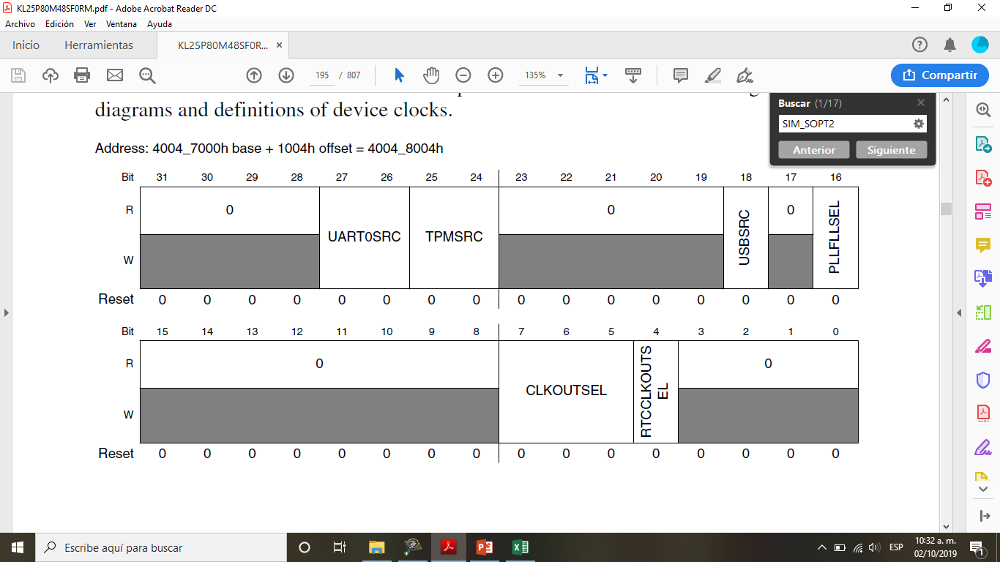 KL25P80M48SF0RM.pdf - Adobe Acrobat Reader DC
Archivo Edición Ver Ventana Ayuda
Inicio Herramientas KL25P80M48SF0R... ×
195 / 807 135%
Compartir
diagrams and definitions of device clocks.
Buscar (1/17)
SIM_SOPT2
Anterior Siguiente
Address: 4004_7000h base + 1004h offset = 4004_8004h
Bit 31 30 29 28 27 26 25 24 23 22 21 20 19 18 17 16
R 0 UART0SRC TPMSRC 0 USBSRC 0 PLLFLLSEL
W
Reset 0 0 0 0 0 0 0 0 0 0 0 0 0 0 0 0
Bit 15 14 13 12 11 10 9 8 7 6 5 4 3 2 1 0
R 0 CLKOUTSEL RTCCLKOUTS 0
EL
W
Reset 0 0 0 0 0 0 0 0 0 0 0 0 0 0 0 0
Escribe aquí para buscar
ESP
10:32 a. m.
02/10/2019
1